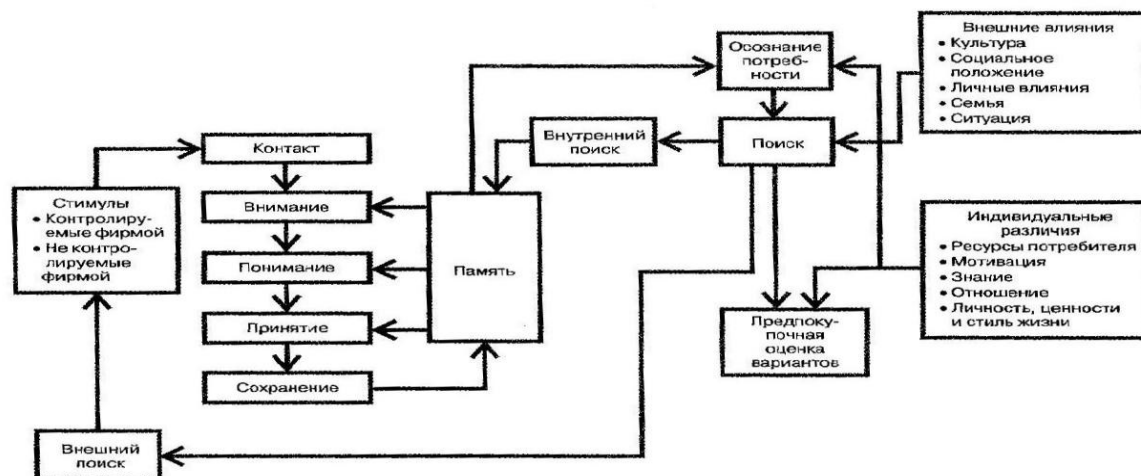 Осознание
потреб-
ности
Внешние влияния
• Культура
• Социальное
положение
• Личные влияния
• Семья
• Ситуация
Внутренний
поиск
Поиск
Контакт
Стимулы
• Контролируе-
мые фирмой
• Не контро-
лируемые
фирмой
Внимание
Понимание
Память
Принятие
Сохранение
Индивидуальные
различия
• Ресурсы потребителя
• Мотивация
• Знание
• Отношение
• Личность, ценности
и стиль жизни
Предпоку-
почная
оценка
вариантов
Внешний
поиск